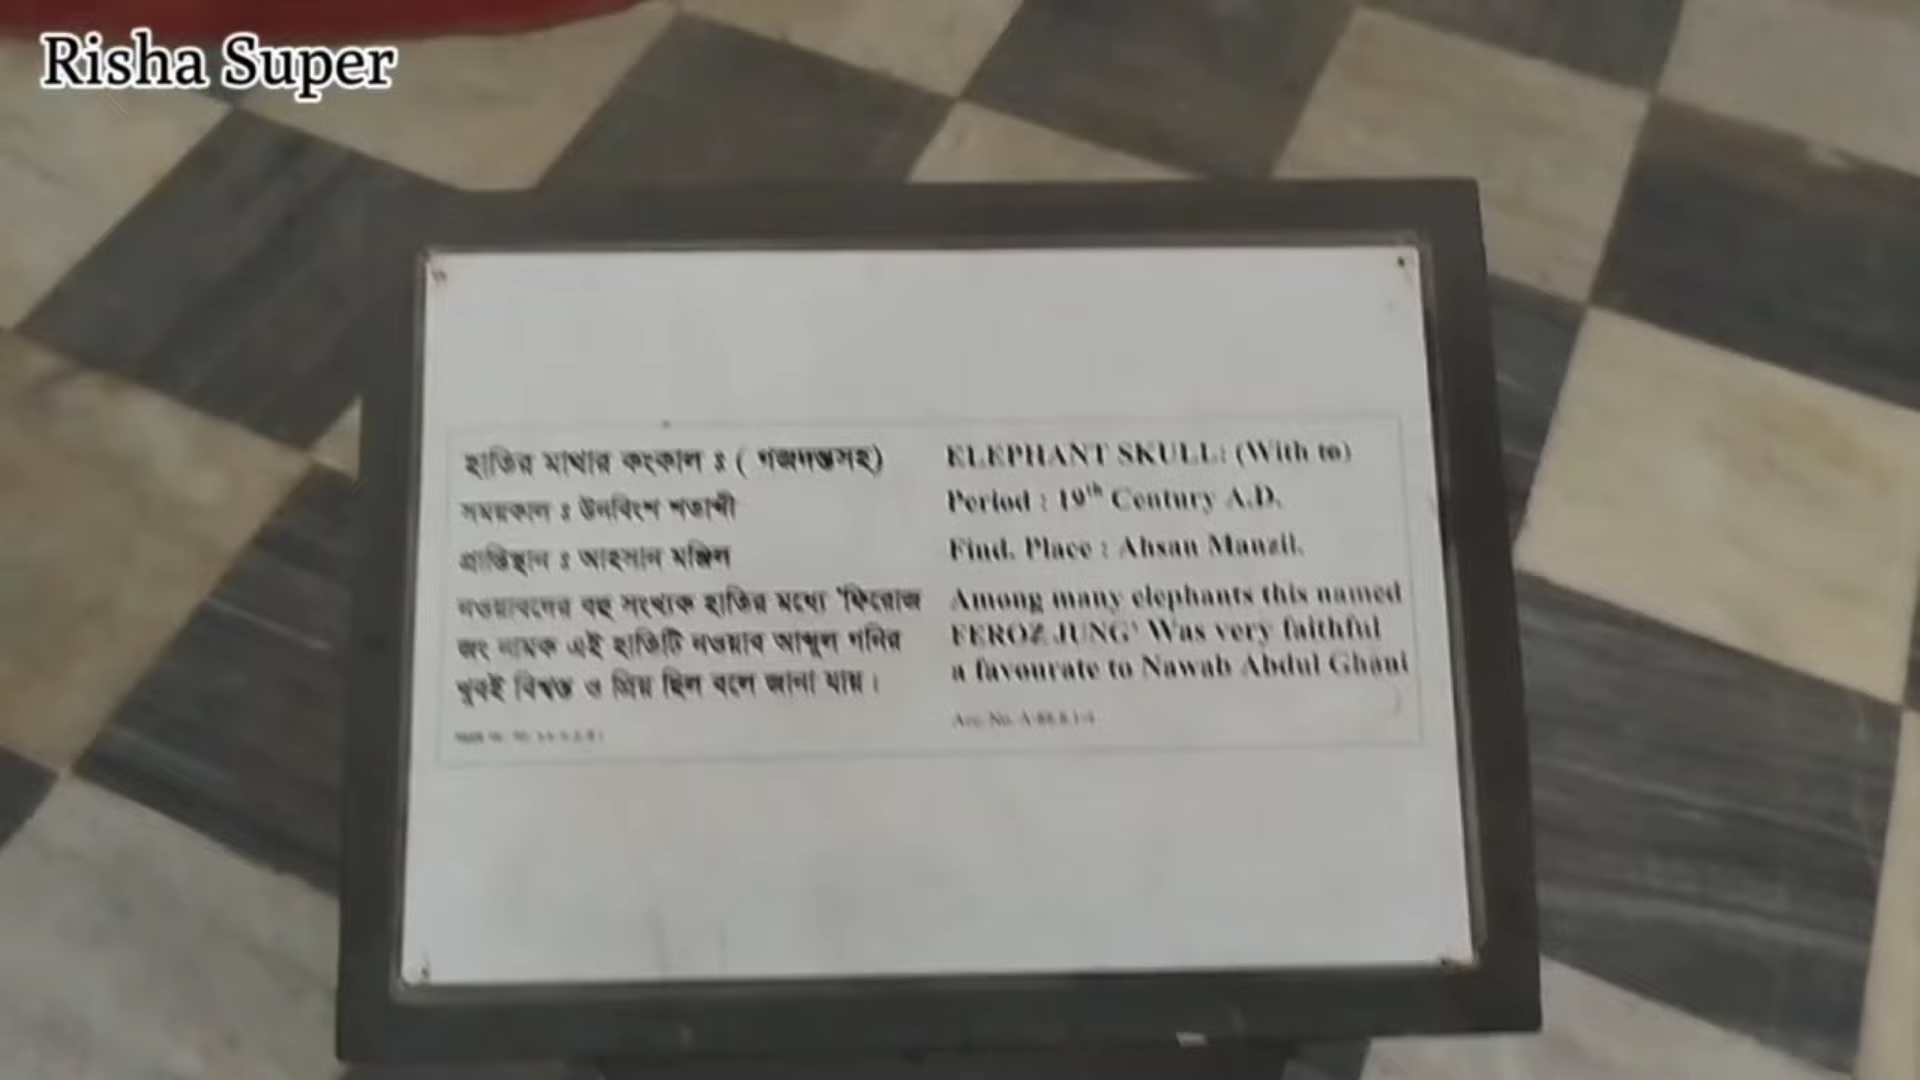 Risha Super
হাতির মাথার কংকাল ঃ ( গজদন্তসহ)
সময়কাল ঃ উনবিংশ শতাব্দী
প্রাপ্তিস্থান ঃ আহসান মঞ্জিল
নওয়াবদের বহু সংখ্যক হাতির মধ্যে 'ফিরোজ
জং নামক এই হাতিটি নওয়াব আব্দুল গনির
খুবই বিশ্বস্ত ও প্রিয় ছিল বলে জানা যায়।
ELEPHANT SKULL: (With to)
Period : 19th Century A.D.
Find. Place : Ahsan Manzil.
Among many elephants this named
FEROZ JUNG' Was very faithful
a favourate to Nawab Abdul Ghani
Acc. No.